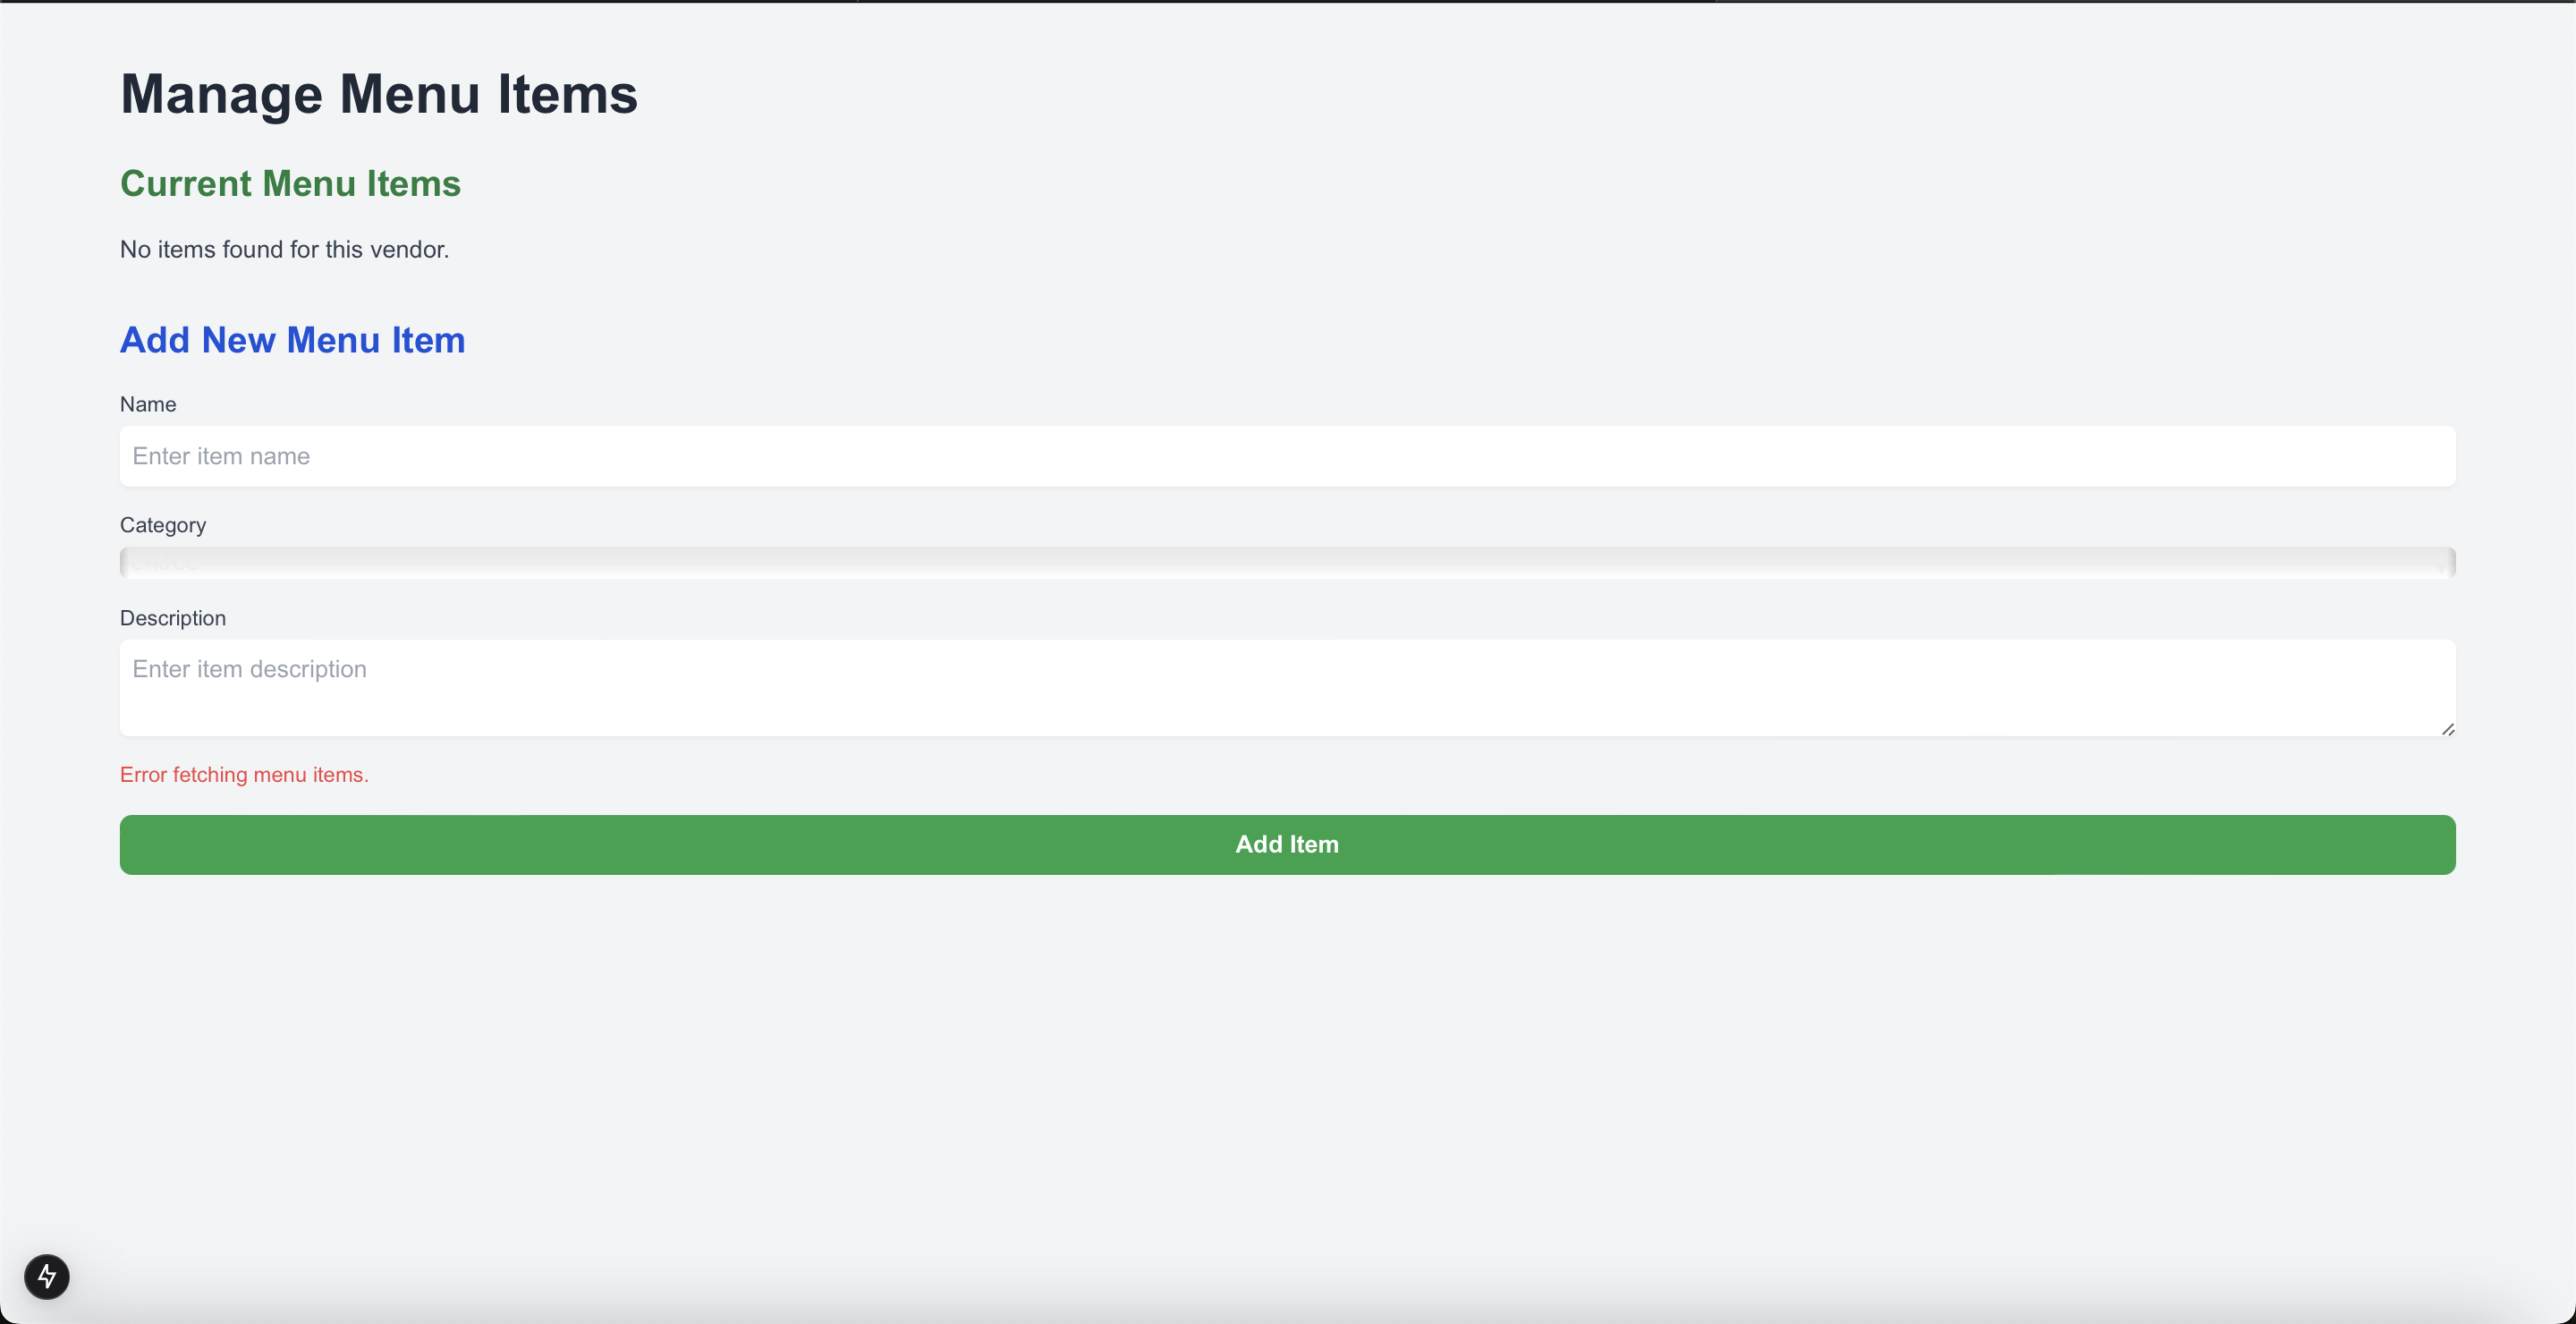 Manage Menu Items
Current Menu Items
No items found for this vendor.
Add New Menu Item
Name
Enter item name
Category
entree
Description
Enter item description
Error fetching menu items.
Add Item